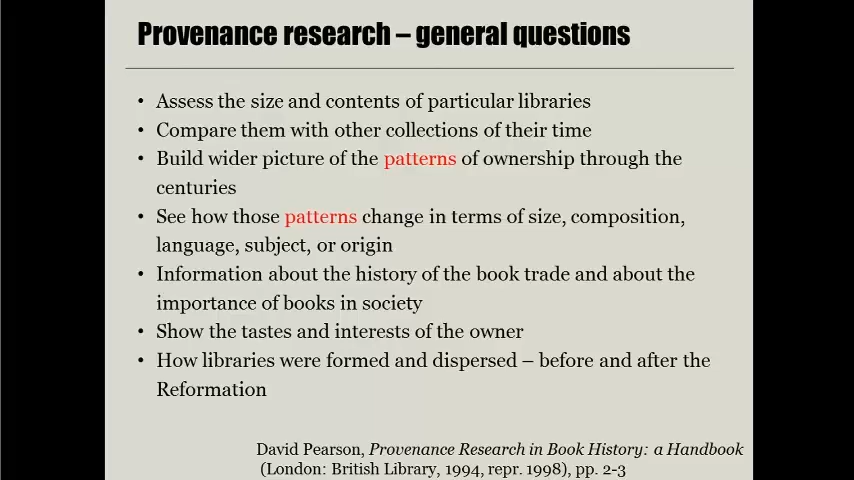 Provenance research – general questions
• Assess the size and contents of particular libraries
• Compare them with other collections of their time
• Build wider picture of the patterns of ownership through the
centuries
• See how those patterns change in terms of size, composition,
language, subject, or origin
• Information about the history of the book trade and about the
importance of books in society
• Show the tastes and interests of the owner
• How libraries were formed and dispersed – before and after the
Reformation
David Pearson, Provenance Research in Book History: a Handbook
(London: British Library, 1994, repr. 1998), pp. 2-3